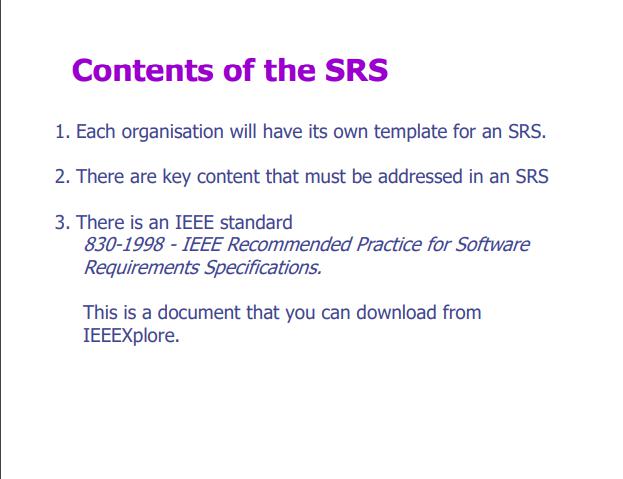 Contents of the SRS
1. Each organisation will have its own template for an SRS.
2. There are key content that must be addressed in an SRS
3. There is an IEEE standard
830-1998 - IEEE Recommended Practice for Software
Requirements Specifications.
This is a document that you can download from
IEEEXplore.